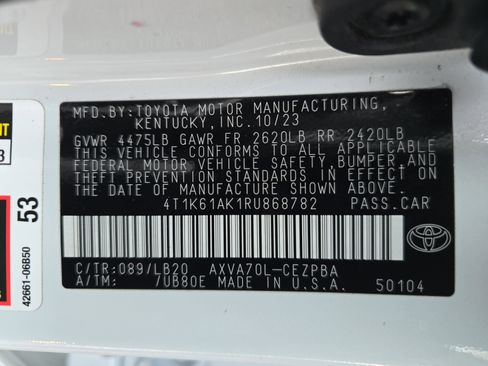 MFD.BY:TOYOTA MOTOR MANUFACTURING,
KENTUCKY,INC.10/23
GVWR 4475LB GAWR FR 2620LB RR 2420LB
THIS VEHICLE CONFORMS TO ALL APPLICABLE
FEDERAL MOTOR VEHICLE SAFETY,BUMPER,AND
THEFT PREVENTION STANDARDS IN EFFECT
ON THE DATE OF MANUFACTURE SHOWN ABOVE.
4T1K61AK1RU868782 PASS.CAR
C/TR:089/LB20 AXVA70L-CEZPBA
A/TM: 7UB80E MADE IN U.S.A. 50104
53
42661-06B50